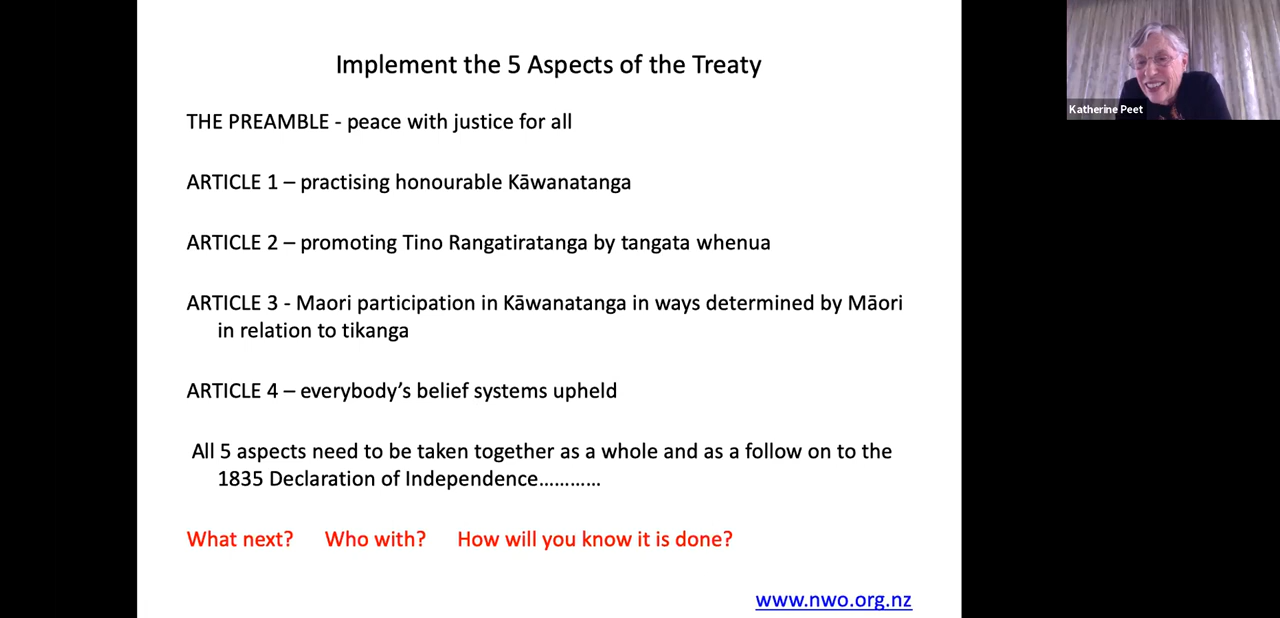 Implement the 5 Aspects of the Treaty
THE PREAMBLE - peace with justice for all
ARTICLE 1 – practising honourable Kāwanatanga
ARTICLE 2 – promoting Tino Rangatiratanga by tangata whenua
ARTICLE 3 - Maori participation in Kāwanatanga in ways determined by Māori
in relation to tikanga
ARTICLE 4 – everybody’s belief systems upheld
All 5 aspects need to be taken together as a whole and as a follow on to the
1835 Declaration of Independence…………
What next? Who with? How will you know it is done?
www.nwo.org.nz
Katherine Peet